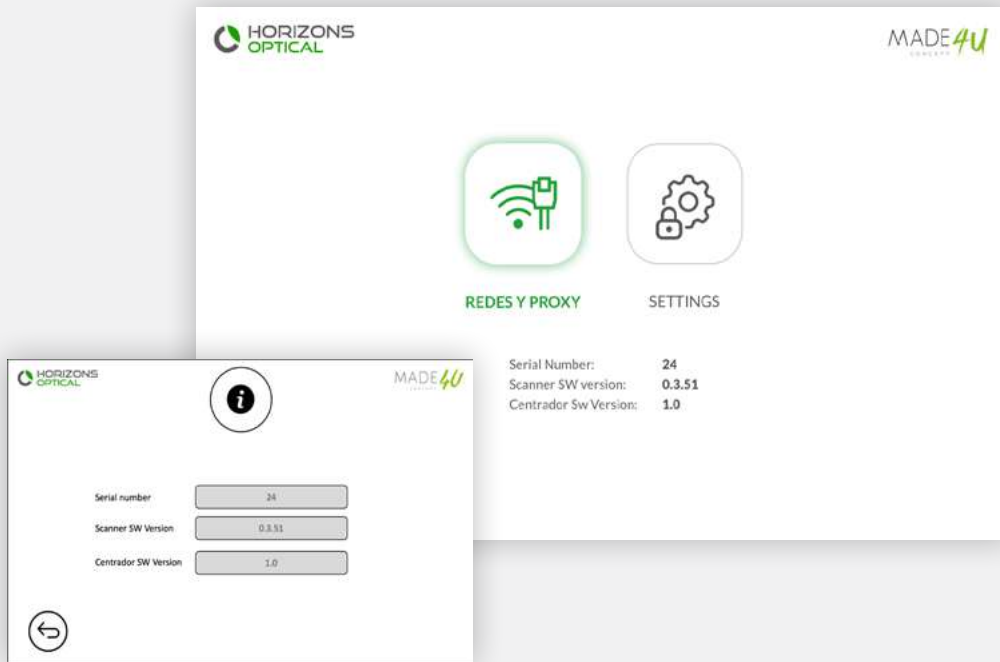 HORIZONS
OPTICAL
MADE4U
CONCEPT
REDES Y PROXY
SETTINGS
Serial Number: 24
Scanner SW version: 0.3.51
Centrador Sw Version: 1.0
HORIZONS
OPTICAL
i
MADE4U
Serial number 24
Scanner SW Version 0.3.51
Centrador SW Version 1.0